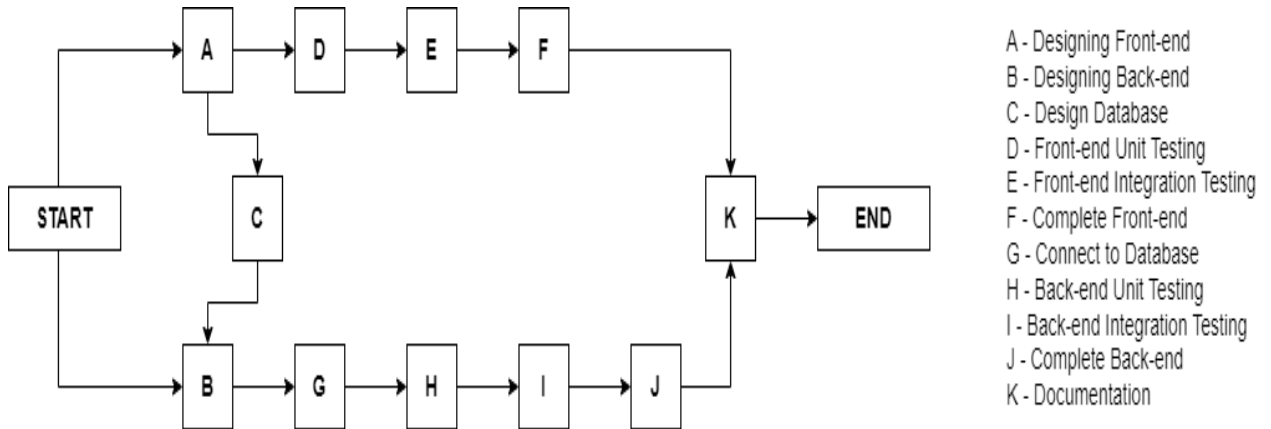 A
D
E
F
START
C
K
END
B
G
H
I
J
A - Designing Front-end
B - Designing Back-end
C - Design Database
D - Front-end Unit Testing
E - Front-end Integration Testing
F - Complete Front-end
G - Connect to Database
H - Back-end Unit Testing
I - Back-end Integration Testing
J - Complete Back-end
K - Documentation